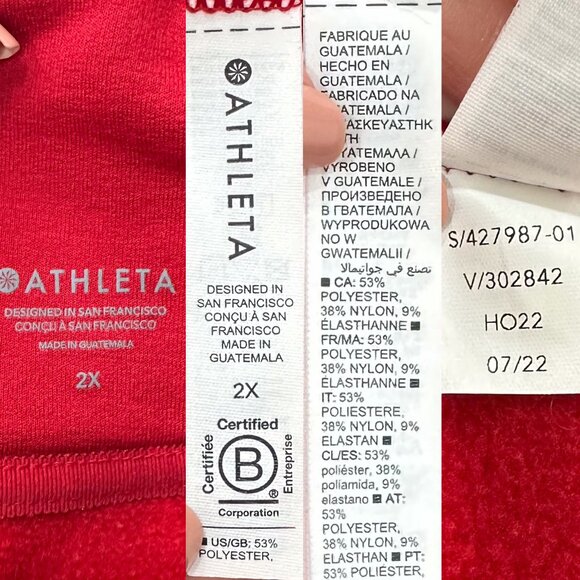 ATHLETA
DESIGNED IN SAN FRANCISCO
CONÇU À SAN FRANCISCO
MADE IN GUATEMALA
2X
ATHLETA
DESIGNED IN
SAN FRANCISCO
CONÇU À SAN
FRANCISCO
MADE IN
GUATEMALA
2X
Certified
Certifiée
B
®
Entreprise
Corporation
US/GB; 53%
POLYESTER,
FABRIQUE AU
GUATEMALA /
HECHO EN
GUATEMALA /
FABRICADO NA
GUATEMALA /
ΤΑΣΚΕΥΑΣΤΗΚ
ΤΗ
ΥΑΤΕΜΑΛΑ /
VYROBENO
V GUATEMALE /
ПРОИЗВЕДЕНО
В ГВАТЕМАЛА /
WYPRODUKOWA
NO W
GWATEMALII /
تصنع في جواتيمالا
CA: 53%
POLYESTER,
38% NYLON, 9%
ÉLASTHANNE
FR/MA: 53%
POLYESTER,
38% NYLON, 9%
ÉLASTHANNE
IT: 53%
POLIESTERE,
38% NYLON, 9%
ELASTAN
CL/ES: 53%
poliéster, 38%
poliamida, 9%
elastano AT:
53%
POLYESTER,
38% NYLON, 9%
ELASTHAN PT:
53% POLIÉSTER,
S/427987-01
V/302842
HO22
07/22